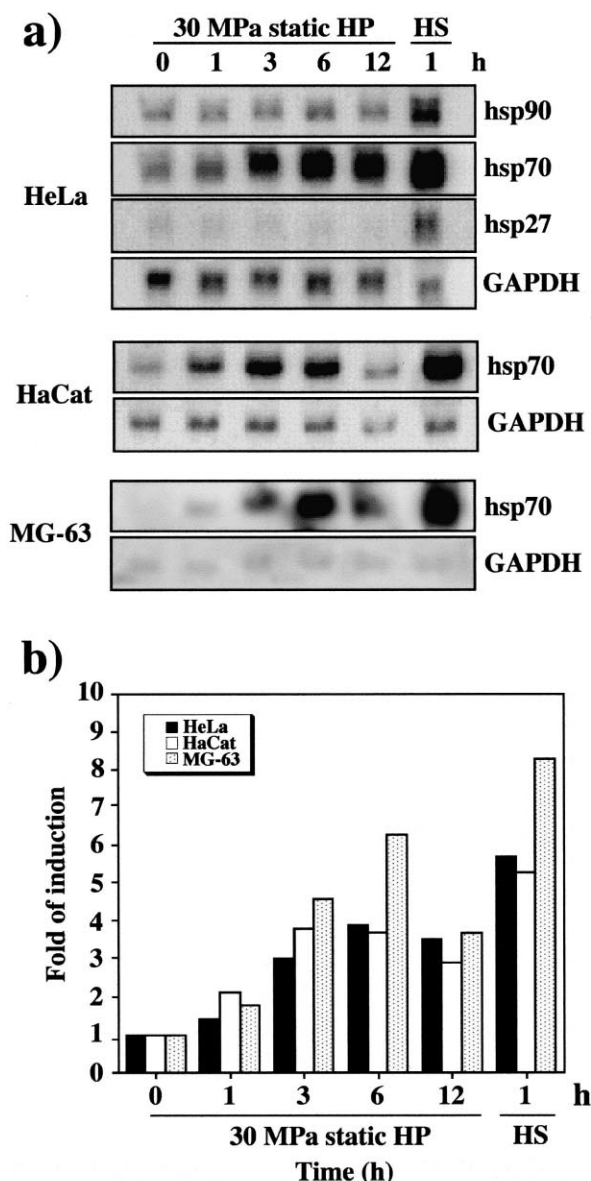 a)
30 MPa static HP HS
0 1 3 6 12 1 h
hsp90
hsp70
HeLa
hsp27
GAPDH
hsp70
HaCat
GAPDH
hsp70
MG-63
GAPDH
b)
10
9
8
7
6
5
4
3
2
1
0
Fold of induction
HeLa
HaCat
MG-63
0 1 3 6 12 1 h
30 MPa static HP HS
Time (h)